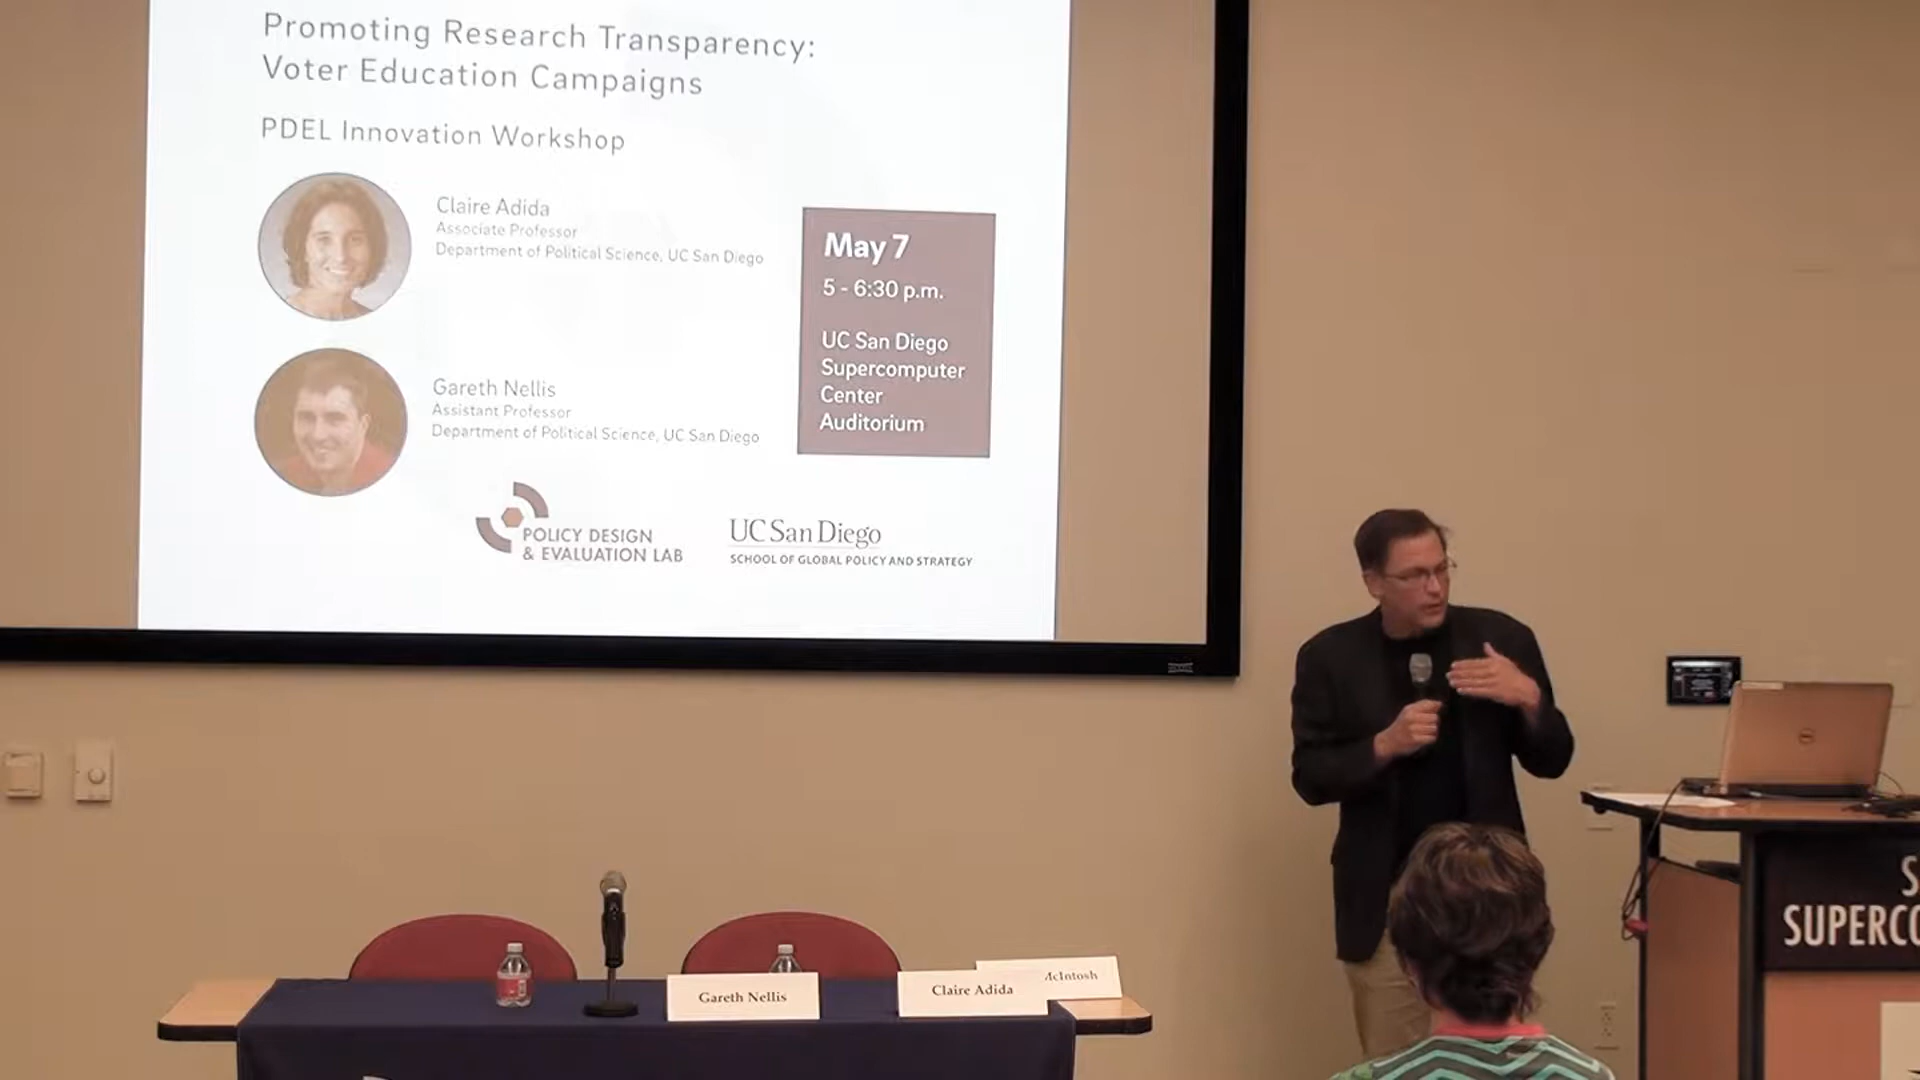 Promoting Research Transparency:
Voter Education Campaigns
PDEL Innovation Workshop
Claire Adida
Associate Professor
Department of Political Science, UC San Diego
May 7
5 - 6:30 p.m.
UC San Diego
Supercomputer
Center
Auditorium
Gareth Nellis
Assistant Professor
Department of Political Science, UC San Diego
POLICY DESIGN
& EVALUATION LAB
UC San Diego
SCHOOL OF GLOBAL POLICY AND STRATEGY
DELL
S
SUPERCO
Gareth Nellis
Claire Adida
McIntosh